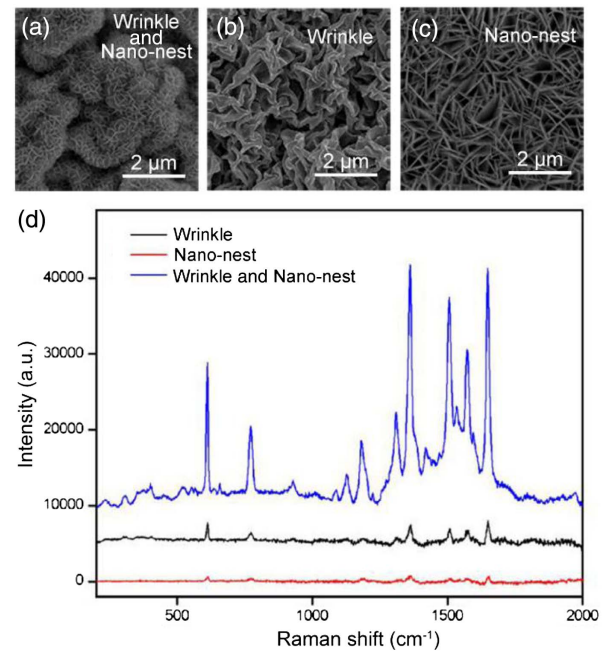 (a)
Wrinkle
and
Nano-nest
2 μm
(b)
Wrinkle
2 μm
(c)
Nano-nest
2 μm
(d)
Wrinkle
Nano-nest
Wrinkle and Nano-nest
Intensity (a.u.)
40000
30000
20000
10000
0
500 1000 1500 2000
Raman shift (cm⁻¹)